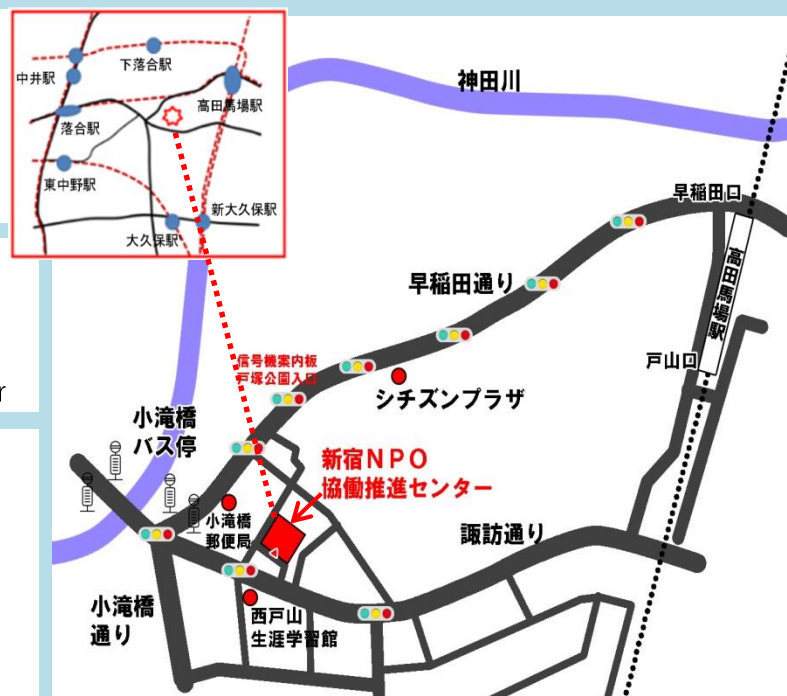 中井駅
下落合駅
高田馬場駅
落合駅
東中野駅
新大久保駅
大久保駅
神田川
早稲田口
高田馬場駅
早稲田通り
戸山口
信号機案内板
戸塚公園入口
シチズンプラザ
小滝橋
バス停
新宿NPO
協働推進センター
小滝橋
郵便局
諏訪通り
小滝橋
通り
西戸山
生涯学習館
r